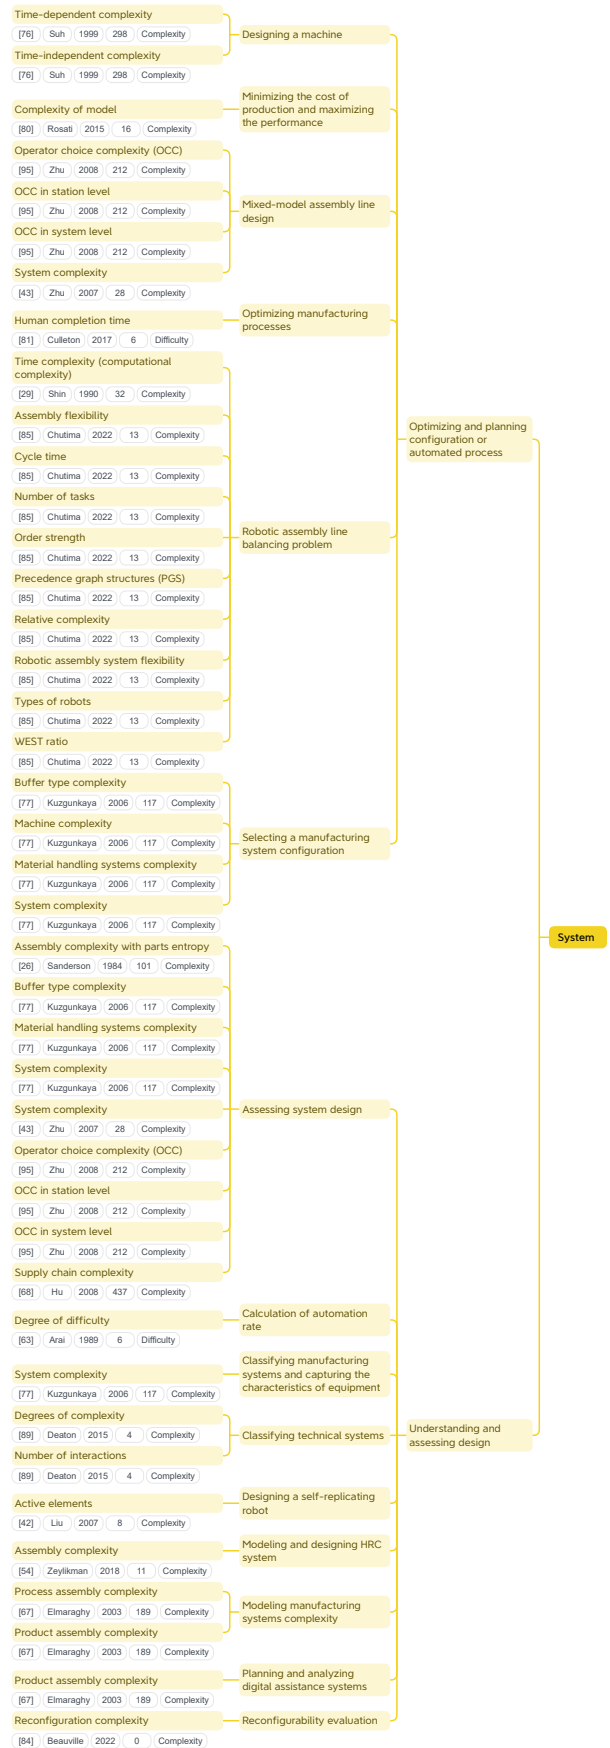 Time-dependent complexity
[76] Suh 1999 298 Complexity
Time-independent complexity
[76] Suh 1999 298 Complexity
Designing a machine
Complexity of model
[80] Rosati 2015 16 Complexity
Minimizing the cost of
production and maximizing
the performance
Operator choice complexity (OCC)
[95] Zhu 2008 212 Complexity
OCC in station level
[95] Zhu 2008 212 Complexity
OCC in system level
[95] Zhu 2008 212 Complexity
System complexity
[43] Zhu 2007 28 Complexity
Mixed-model assembly line
design
Human completion time
[81] Culleton 2017 6 Difficulty
Optimizing manufacturing
processes
Time complexity (computational
complexity)
[29] Shin 1990 32 Complexity
Assembly flexibility
[85] Chutima 2022 13 Complexity
Cycle time
[85] Chutima 2022 13 Complexity
Number of tasks
[85] Chutima 2022 13 Complexity
Order strength
[85] Chutima 2022 13 Complexity
Precedence graph structures (PGS)
[85] Chutima 2022 13 Complexity
Relative complexity
[85] Chutima 2022 13 Complexity
Robotic assembly system flexibility
[85] Chutima 2022 13 Complexity
Types of robots
[85] Chutima 2022 13 Complexity
WEST ratio
[85] Chutima 2022 13 Complexity
Robotic assembly line
balancing problem
Buffer type complexity
[77] Kuzgunkaya 2006 117 Complexity
Machine complexity
[77] Kuzgunkaya 2006 117 Complexity
Material handling systems complexity
[77] Kuzgunkaya 2006 117 Complexity
System complexity
[77] Kuzgunkaya 2006 117 Complexity
Selecting a manufacturing
system configuration
Optimizing and planning
configuration or
automated process
Assembly complexity with parts entropy
[26] Sanderson 1984 101 Complexity
Buffer type complexity
[77] Kuzgunkaya 2006 117 Complexity
Material handling systems complexity
[77] Kuzgunkaya 2006 117 Complexity
System complexity
[77] Kuzgunkaya 2006 117 Complexity
System complexity
[43] Zhu 2007 28 Complexity
Operator choice complexity (OCC)
[95] Zhu 2008 212 Complexity
OCC in station level
[95] Zhu 2008 212 Complexity
OCC in system level
[95] Zhu 2008 212 Complexity
Supply chain complexity
[68] Hu 2008 437 Complexity
Assessing system design
Degree of difficulty
[63] Arai 1989 6 Difficulty
Calculation of automation
rate
System complexity
[77] Kuzgunkaya 2006 117 Complexity
Classifying manufacturing
systems and capturing the
characteristics of equipment
Degrees of complexity
[89] Deaton 2015 4 Complexity
Number of interactions
[89] Deaton 2015 4 Complexity
Classifying technical systems
Active elements
[42] Liu 2007 8 Complexity
Designing a self-replicating
robot
Assembly complexity
[54] Zeylikman 2018 11 Complexity
Modeling and designing HRC
system
Process assembly complexity
[67] Elmaraghy 2003 189 Complexity
Product assembly complexity
[67] Elmaraghy 2003 189 Complexity
Modeling manufacturing
systems complexity
Product assembly complexity
[67] Elmaraghy 2003 189 Complexity
Planning and analyzing
digital assistance systems
Reconfiguration complexity
[84] Beauville 2022 0 Complexity
Reconfigurability evaluation
Understanding and
assessing design
System